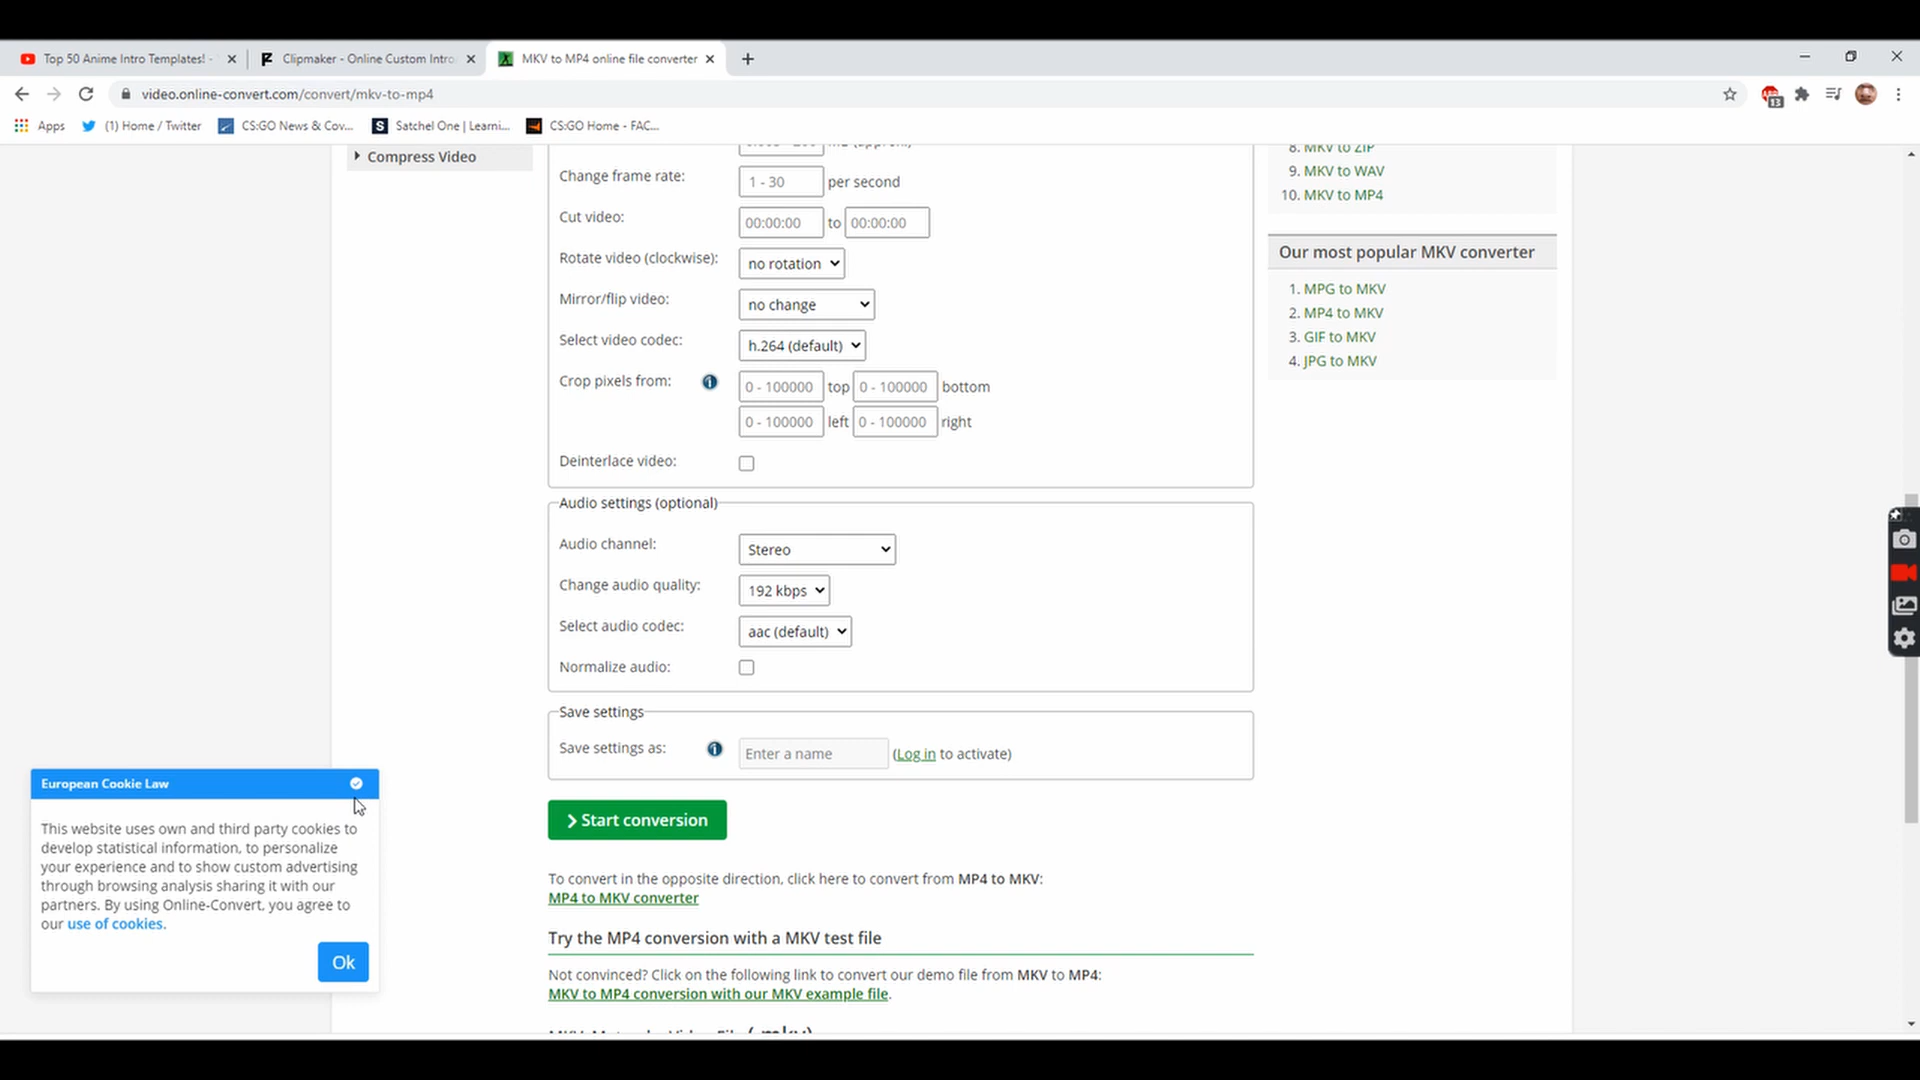 Top 50 Anime Intro Templates! -
Clipmaker - Online Custom Intro
MKV to MP4 online file converter
video.online-convert.com/convert/mkv-to-mp4
13
Apps
(1) Home / Twitter
CS:GO News & Cov...
S
Satchel One | Learni...
CS:GO Home - FAC...
Compress Video
Change frame rate:
1 - 30
per second
Cut video:
00:00:00
to
00:00:00
Rotate video (clockwise):
no rotation
Mirror/flip video:
no change
Select video codec:
h.264 (default)
Crop pixels from:
0 - 100000
top
0 - 100000
bottom
0 - 100000
left
0 - 100000
right
Deinterlace video:
Audio settings (optional)
Audio channel:
Stereo
Change audio quality:
192 kbps
Select audio codec:
aac (default)
Normalize audio:
Save settings
Save settings as:
Enter a name
(Log in to activate)
Start conversion
To convert in the opposite direction, click here to convert from MP4 to MKV:
MP4 to MKV converter
Try the MP4 conversion with a MKV test file
Not convinced? Click on the following link to convert our demo file from MKV to MP4:
MKV to MP4 conversion with our MKV example file.
8. MKV to ZIP
9. MKV to WAV
10. MKV to MP4
Our most popular MKV converter
1. MPG to MKV
2. MP4 to MKV
3. GIF to MKV
4. JPG to MKV
European Cookie Law
This website uses own and third party cookies to
develop statistical information, to personalize
your experience and to show custom advertising
through browsing analysis sharing it with our
partners. By using Online-Convert, you agree to
our use of cookies.
Ok